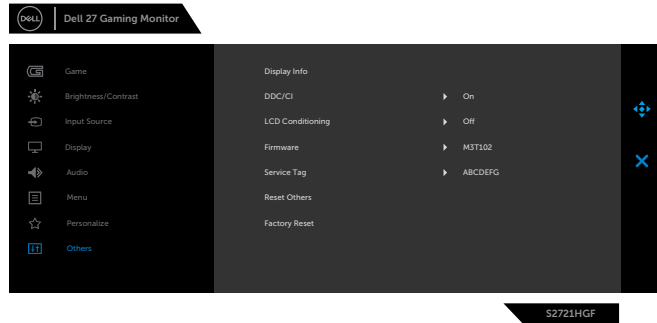 DELL
Dell 27 Gaming Monitor
Game
Display Info
Brightness/Contrast
DDC/CI
On
Input Source
LCD Conditioning
Off
Display
Firmware
M3T102
Audio
Service Tag
ABCDEFG
Menu
Reset Others
Personalize
Factory Reset
Others
S2721HGF